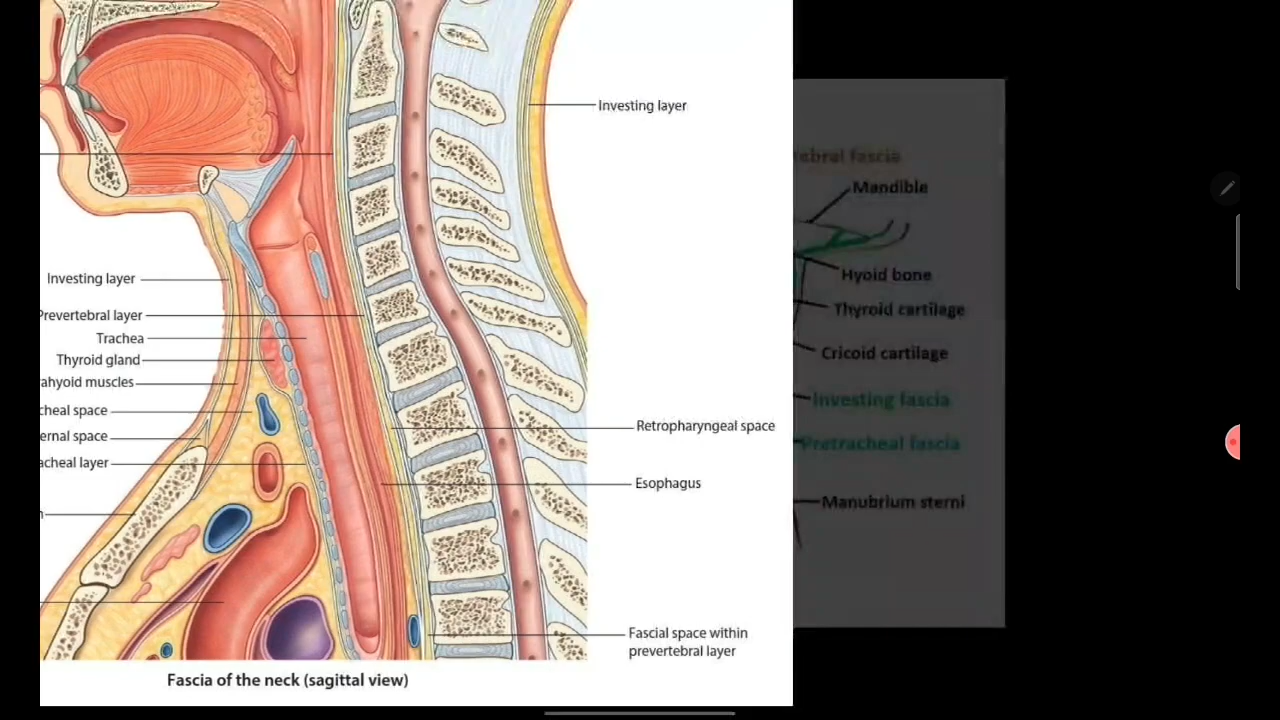 Investing layer
Investing layer
Prevertebral layer
Trachea
Thyroid gland
ahyoid muscles
cheal space
ernal space
acheal layer
Retropharyngeal space
Esophagus
Fascial space within
prevertebral layer
Fascia of the neck (sagittal view)
ebral fascia
Mandible
Hyoid bone
Thyroid cartilage
Cricoid cartilage
Investing fascia
Pretracheal fascia
Manubrium sterni